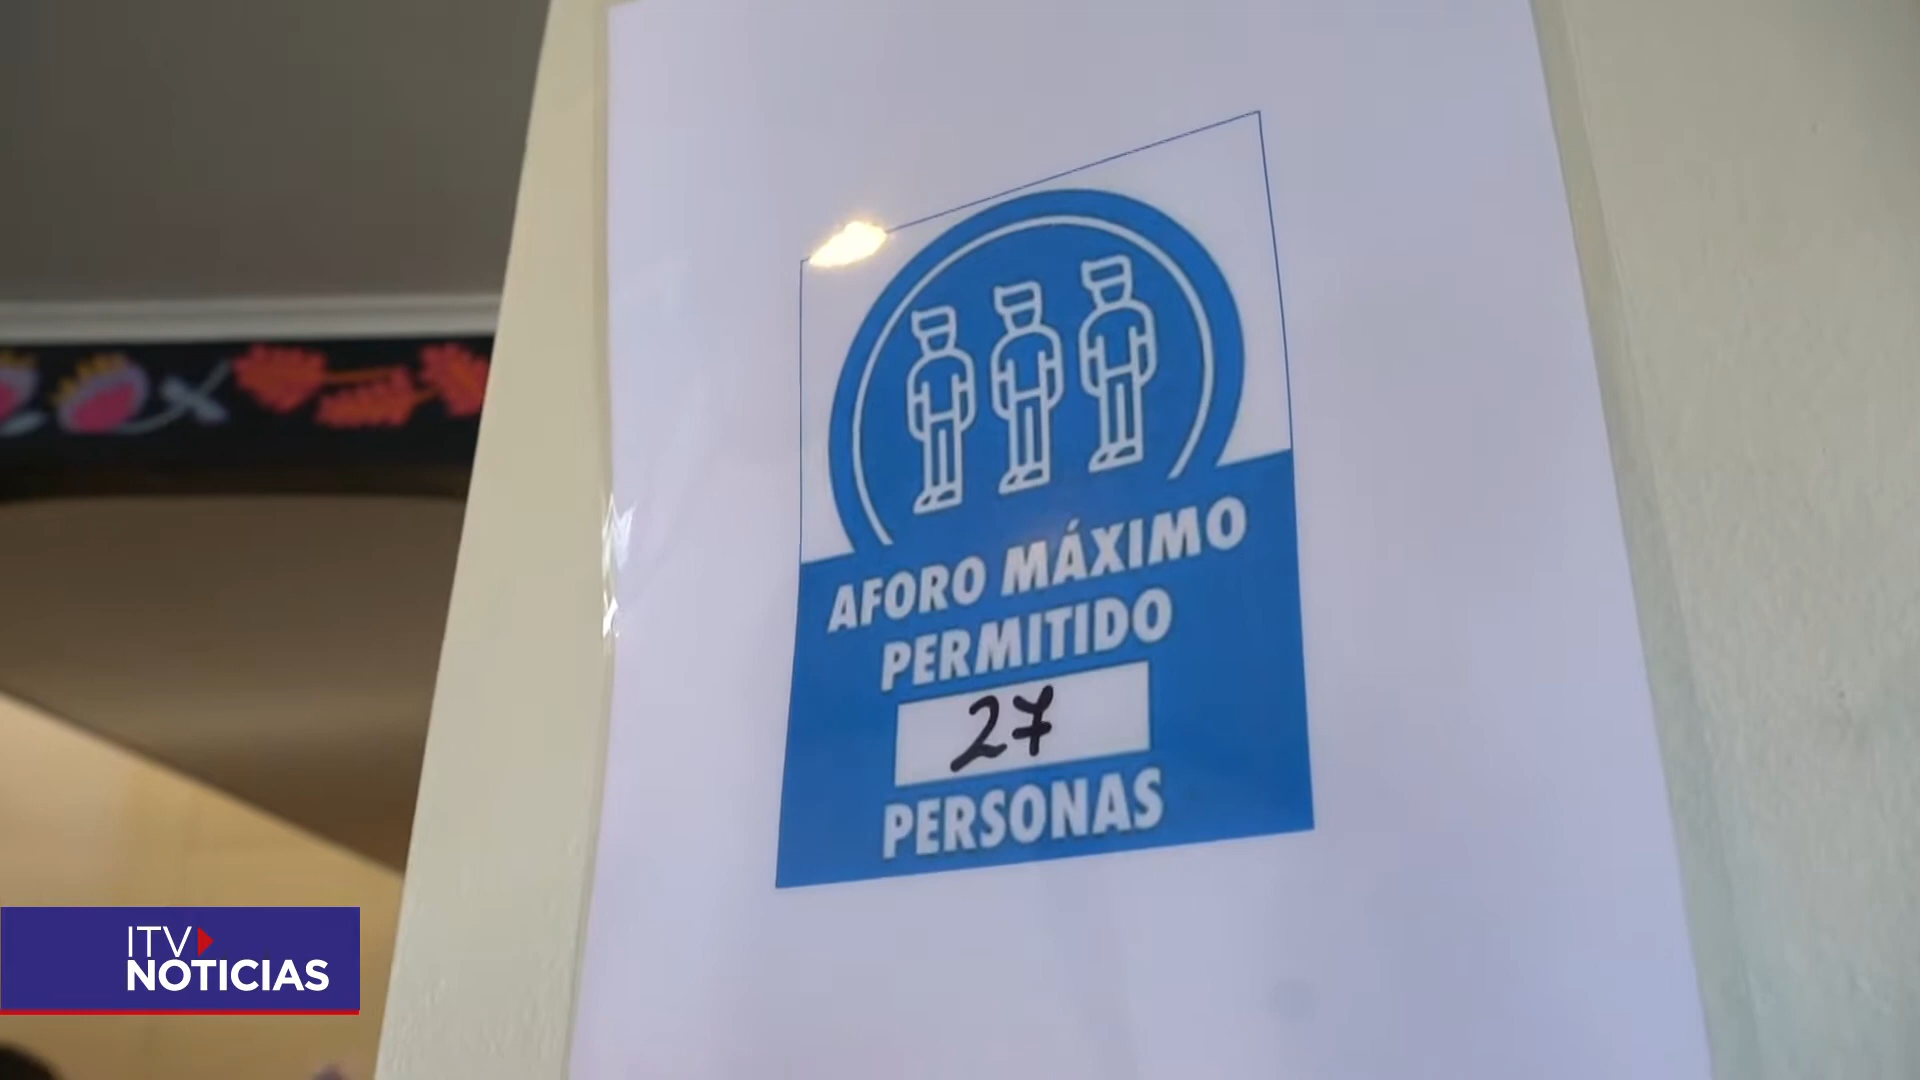 AFORO MÁXIMO
PERMITIDO
27
PERSONAS
ITV
NOTICIAS